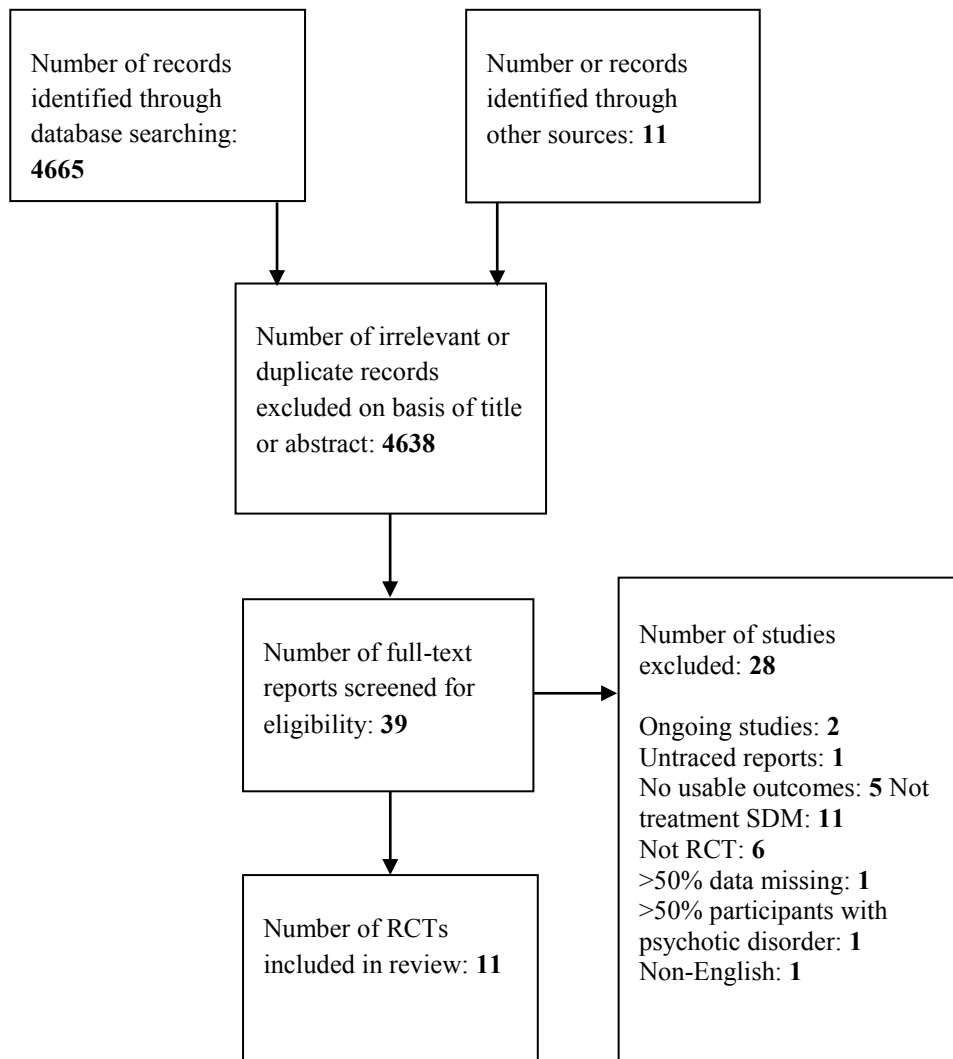 Number of records
identified through
database searching:
4665
Number or records
identified through
other sources: 11
Number of irrelevant or
duplicate records
excluded on basis of title
or abstract: 4638
Number of full-text
reports screened for
eligibility: 39
Number of studies
excluded: 28
Ongoing studies: 2
Untraced reports: 1
No usable outcomes: 5 Not
treatment SDM: 11
Not RCT: 6
>50% data missing: 1
>50% participants with
psychotic disorder: 1
Non-English: 1
Number of RCTs
included in review: 11